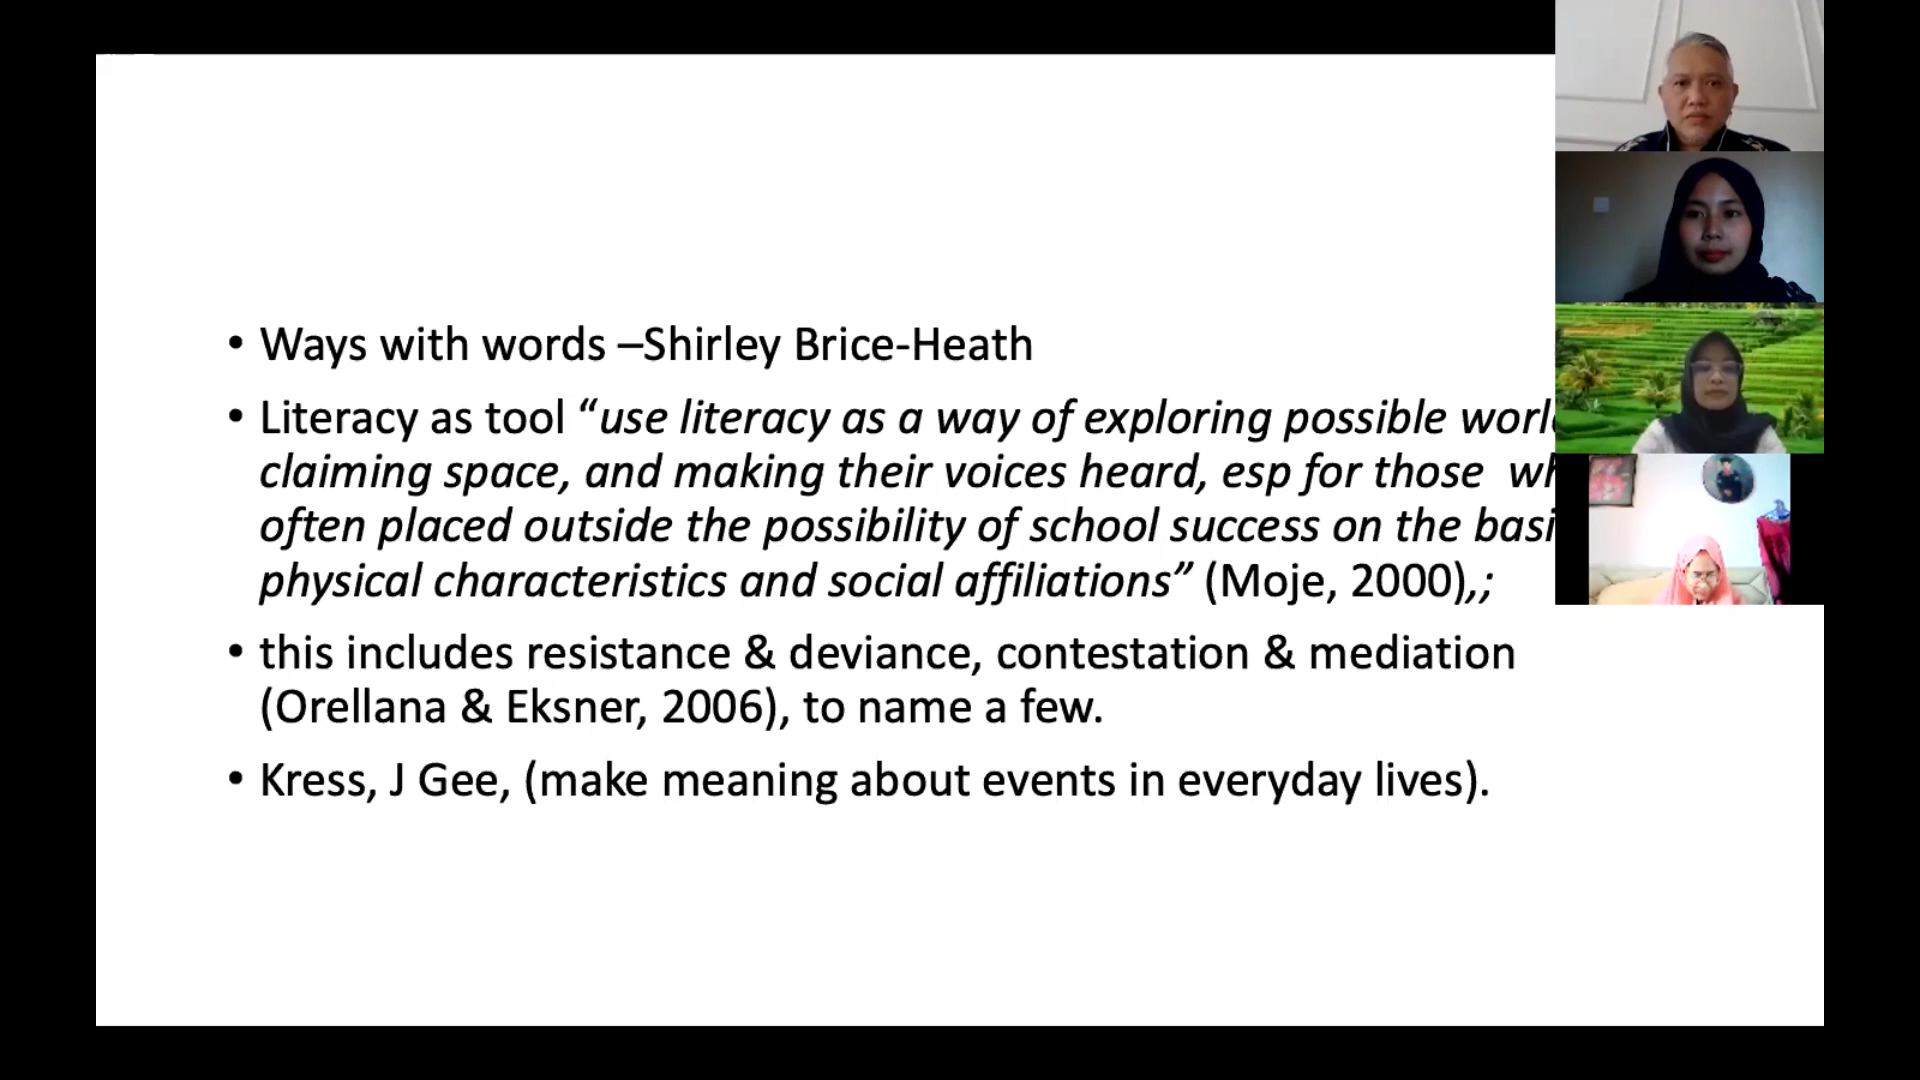 • Ways with words –Shirley Brice-Heath
• Literacy as tool “use literacy as a way of exploring possible
claiming space, and making their voices heard, esp for those
often placed outside the possibility of school success on the
physical characteristics and social affiliations” (Moje, 2000),;
• this includes resistance & deviance, contestation & mediation
(Orellana & Eksner, 2006), to name a few.
• Kress, J Gee, (make meaning about events in everyday lives).